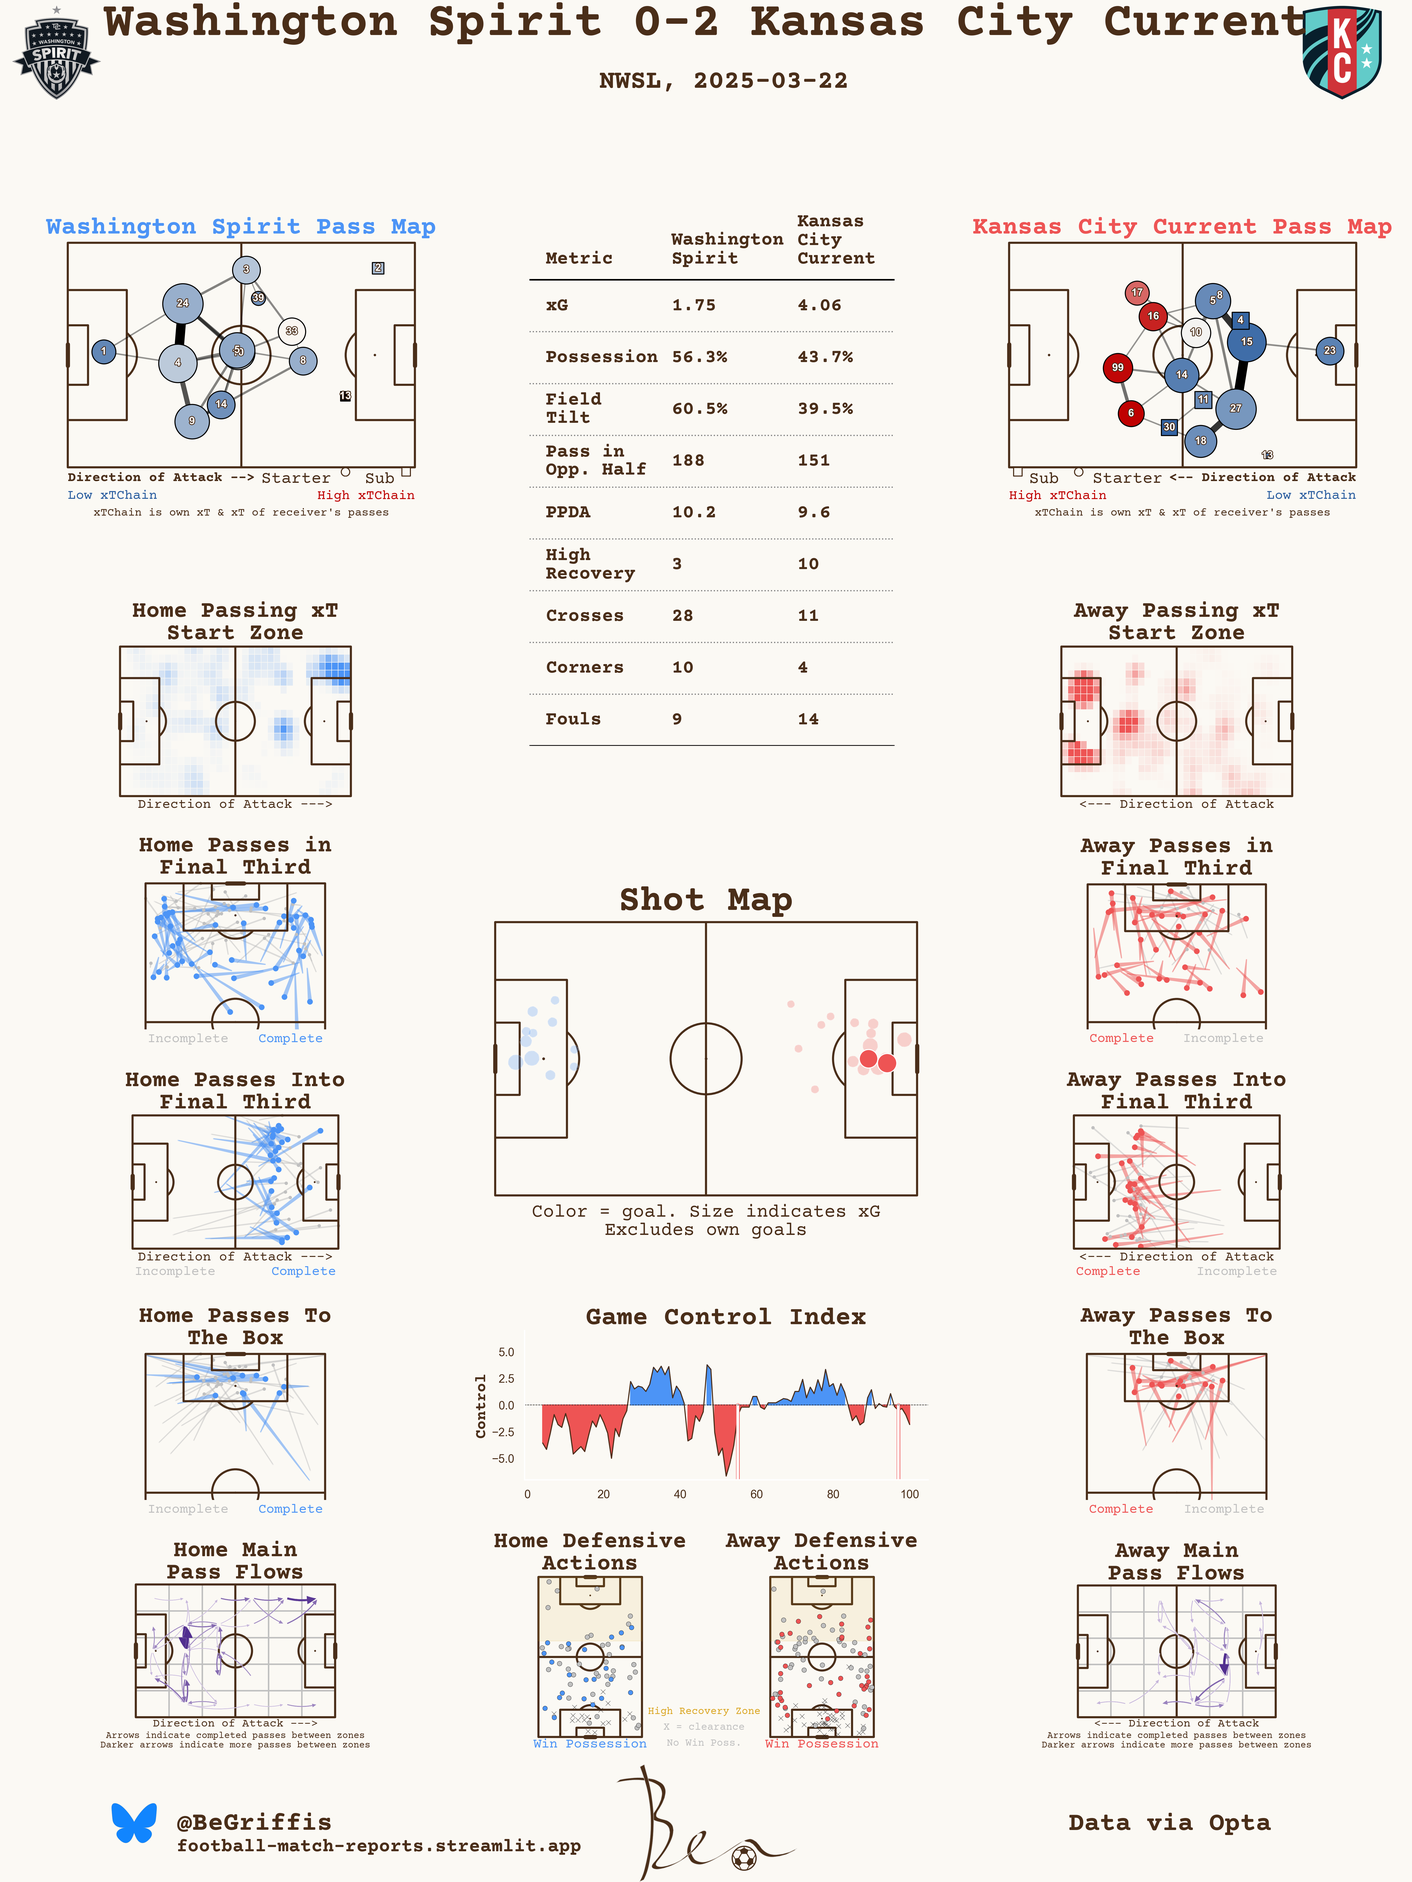 Washington Spirit 0-2 Kansas City Current
NWSL, 2025-03-22
WASHINGTON
SPIRIT
KC
Washington Spirit Pass Map
1
24
4
9
3
39
5
14
33
8
2
13
Direction of Attack --> Starter Sub
Low xTChain High xTChain
xTChain is own xT & xT of receiver's passes
Metric Washington Spirit Kansas City Current
xG 1.75 4.06
Possession 56.3% 43.7%
Field Tilt 60.5% 39.5%
Pass in Opp. Half 188 151
PPDA 10.2 9.6
High Recovery 3 10
Crosses 28 11
Corners 10 4
Fouls 9 14
Kansas City Current Pass Map
17
16
10
5
8
4
15
23
99
14
11
27
6
30
18
13
Sub Starter <-- Direction of Attack
High xTChain Low xTChain
xTChain is own xT & xT of receiver's passes
Home Passing xT
Start Zone
Direction of Attack --->
Away Passing xT
Start Zone
<--- Direction of Attack
Home Passes in
Final Third
Incomplete Complete
Away Passes in
Final Third
Complete Incomplete
Shot Map
Color = goal. Size indicates xG
Excludes own goals
Home Passes Into
Final Third
Direction of Attack --->
Incomplete Complete
Away Passes Into
Final Third
<--- Direction of Attack
Complete Incomplete
Home Passes To
The Box
Incomplete Complete
Game Control Index
Control
5.0
2.5
0.0
−2.5
−5.0
0 20 40 60 80 100
Away Passes To
The Box
Complete Incomplete
Home Main
Pass Flows
Direction of Attack --->
Arrows indicate completed passes between zones
Darker arrows indicate more passes between zones
Home Defensive
Actions
Win Possession
High Recovery Zone
X = clearance
No Win Poss.
Away Defensive
Actions
Win Possession
Away Main
Pass Flows
<--- Direction of Attack
Arrows indicate completed passes between zones
Darker arrows indicate more passes between zones
@BeGriffis
football-match-reports.streamlit.app
Ben
Data via Opta